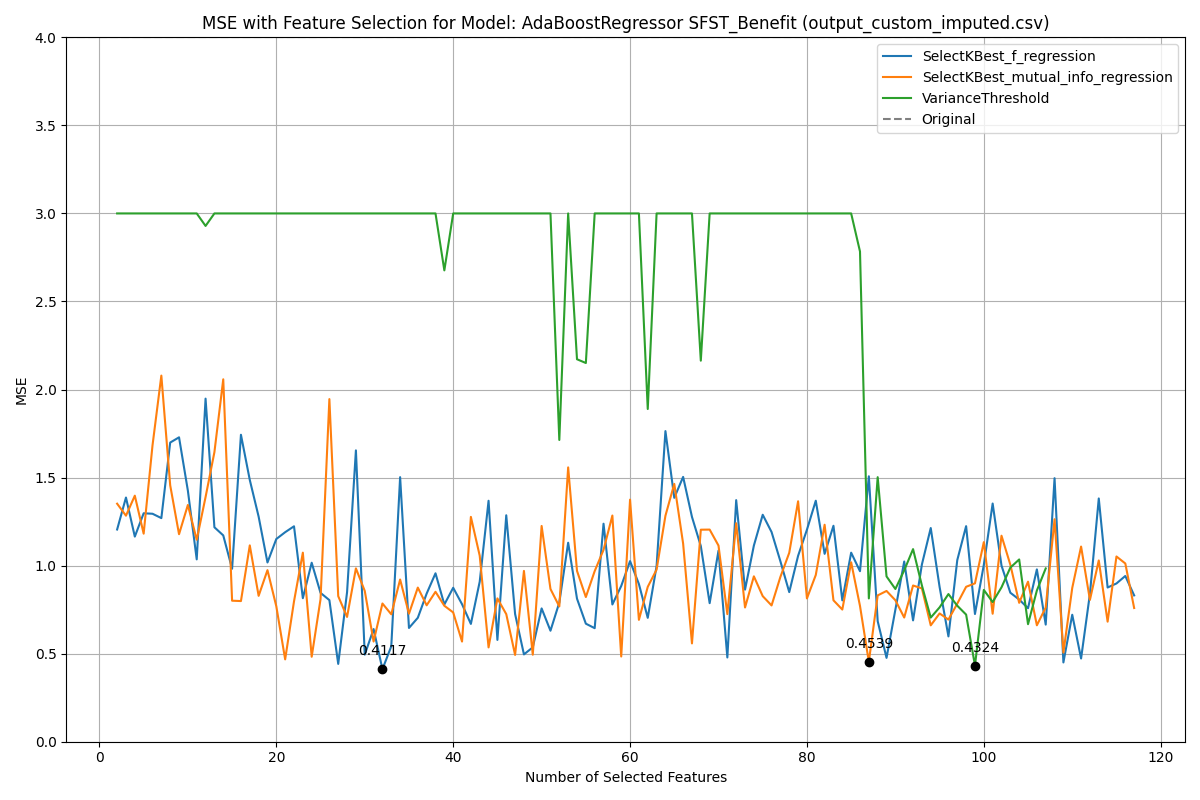 MSE with Feature Selection for Model: AdaBoostRegressor SFST_Benefit (output_custom_imputed.csv)
SelectKBest_f_regression
SelectKBest_mutual_info_regression
VarianceThreshold
Original
4.0
3.5
3.0
2.5
2.0
1.5
1.0
0.5
0.0
MSE
0.4117
0.4539
0.4324
0 20 40 60 80 100 120
Number of Selected Features